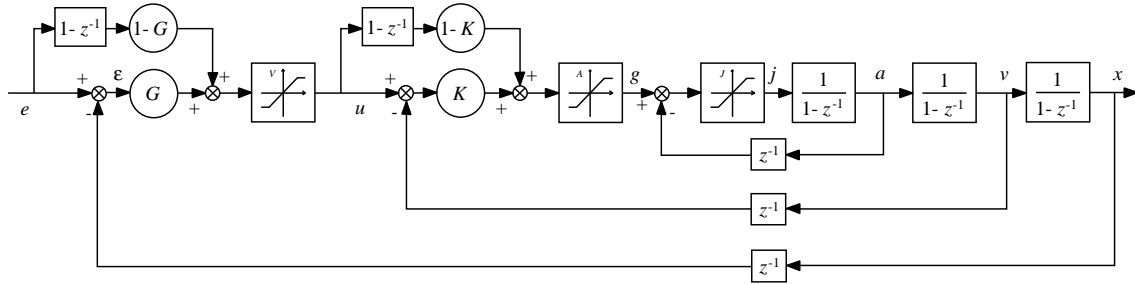 1- z⁻¹
1- G
1- z⁻¹
1- K
+
ε
G
+
+
V
+
K
+
+
A
g
+
J
j
1
1- z⁻¹
a
1
1- z⁻¹
v
1
1- z⁻¹
x
e
-
u
-
-
z⁻¹
z⁻¹
z⁻¹